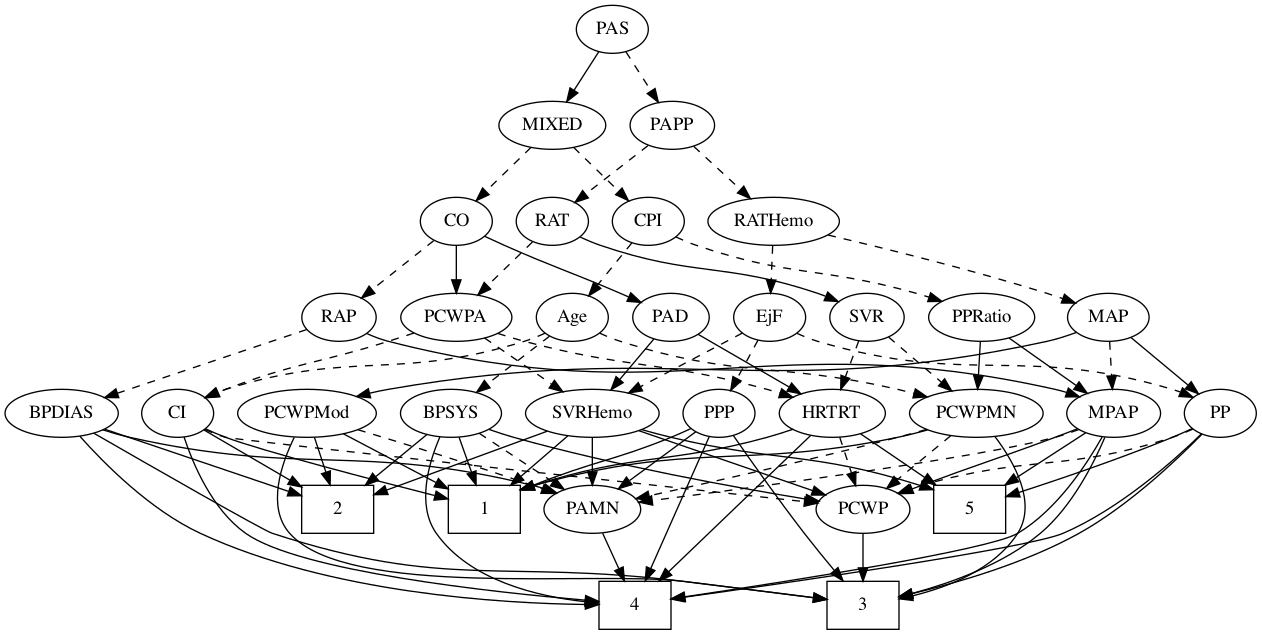 PAS
MIXED PAPP
CO RAT CPI RATHemo
RAP PCWPA Age PAD EjF SVR PPRatio MAP
BPDIAS CI PCWPMod BPSYS SVRHemo PPP HRTRT PCWPMN MPAP PP
2 1 PAMN PCWP 5
4 3